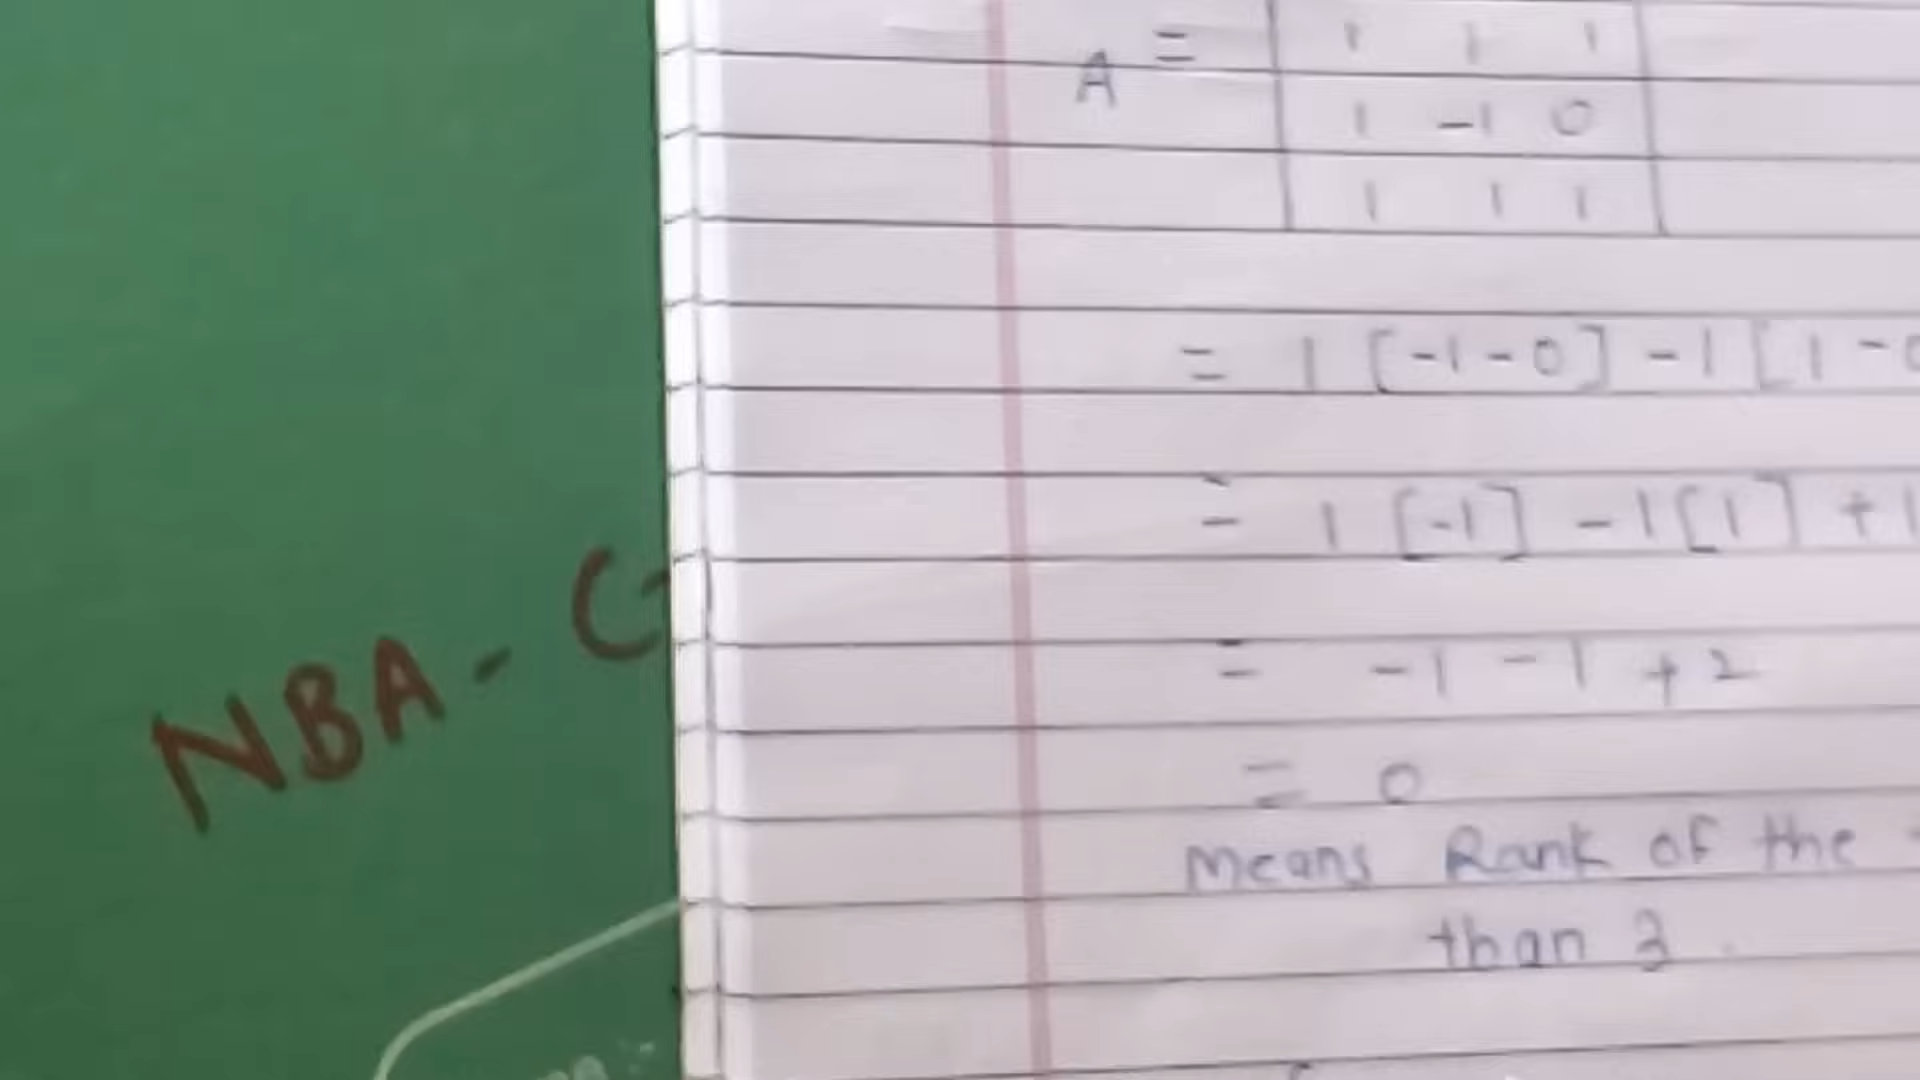 A = | 1 1 1 |
| 1 -1 0 |
| 1 1 1 |
= 1 [-1-0] -1 [1-0
= 1 [-1] -1[1] +1
= -1 -1 +2
= 0
means Rank of the
than 3.
NBA - C